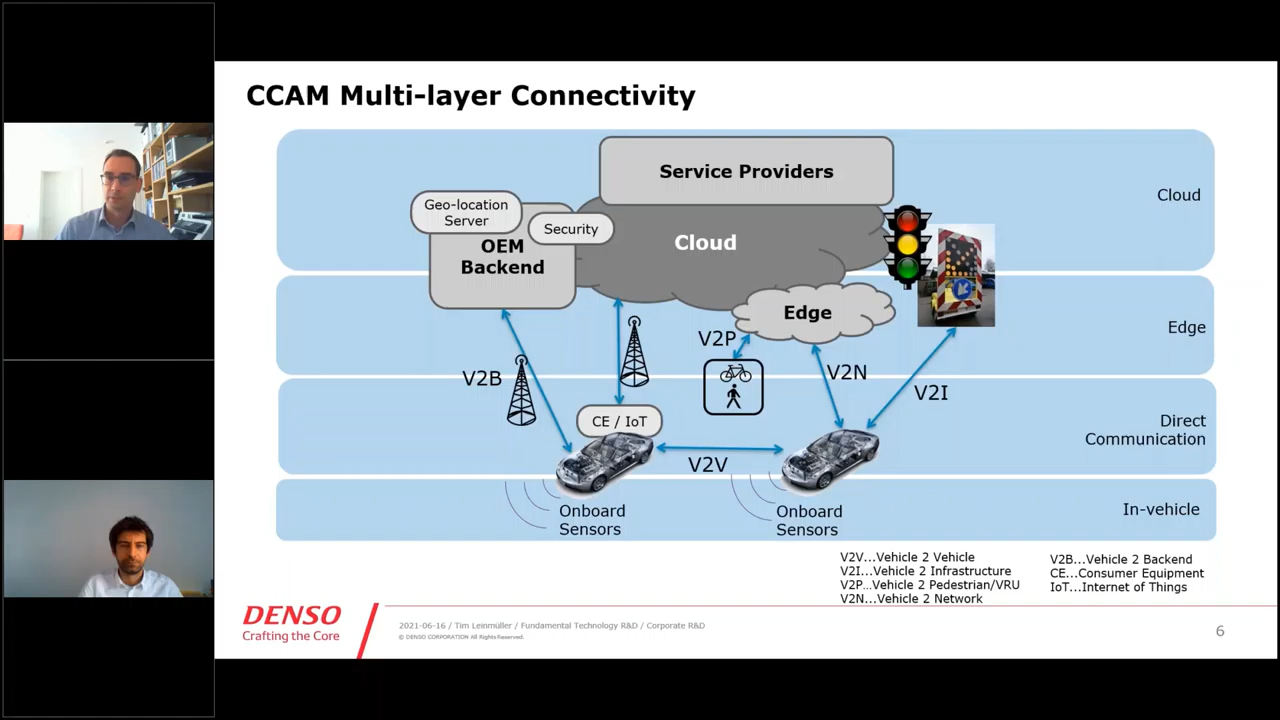 CCAM Multi-layer Connectivity
Service Providers
Cloud
Geo-location
Server
Security
OEM
Backend
Cloud
Edge
Edge
V2P
V2B
V2N
V2I
CE / IoT
Direct
Communication
V2V
Onboard
Sensors
Onboard
Sensors
In-vehicle
V2V...Vehicle 2 Vehicle
V2I...Vehicle 2 Infrastructure
V2P...Vehicle 2 Pedestrian/VRU
V2N...Vehicle 2 Network
V2B...Vehicle 2 Backend
CE...Consumer Equipment
IoT...Internet of Things
DENSO
Crafting the Core
2021-06-16 / Tim Leinmüller / Fundamental Technology R&D / Corporate R&D
© DENSO CORPORATION All Rights Reserved.
6